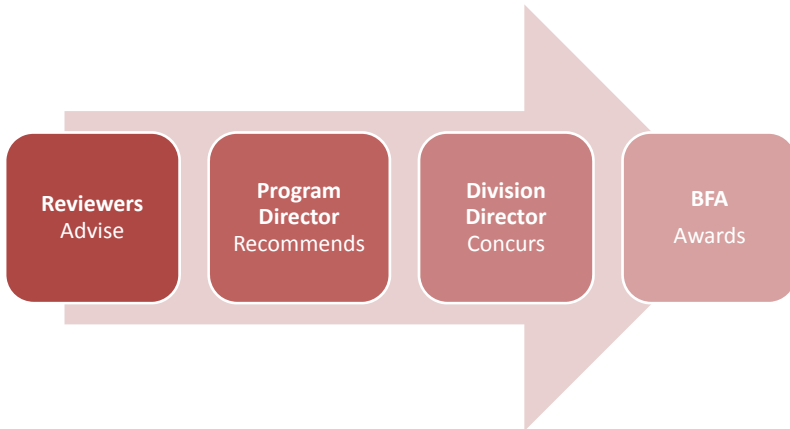 Reviewers
Advise
Program
Director
Recommends
Division
Director
Concurs
BFA
Awards